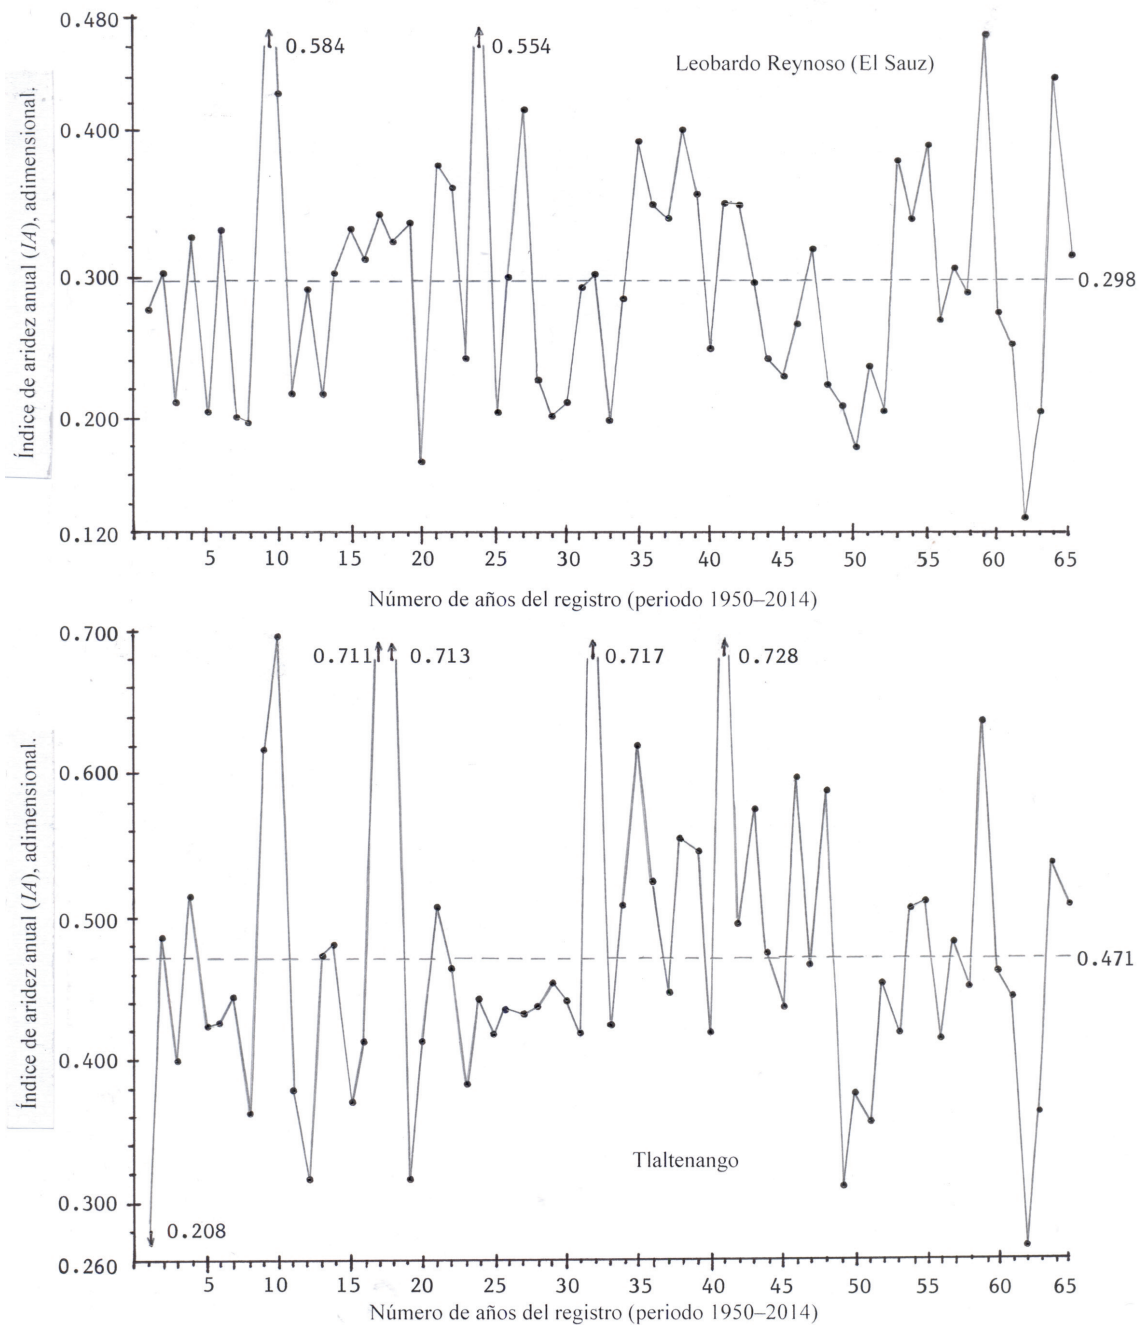 0.480
0.584
0.554
Leobardo Reynoso (El Sauz)
0.400
Índice de aridez anual (IA), adimensional.
0.300
0.298
0.200
0.120
5 10 15 20 25 30 35 40 45 50 55 60 65
Número de años del registro (periodo 1950–2014)
0.700
0.711
0.713
0.717
0.728
0.600
Índice de aridez anual (IA), adimensional.
0.500
0.471
0.400
Tlaltenango
0.300
0.208
0.260
5 10 15 20 25 30 35 40 45 50 55 60 65
Número de años del registro (periodo 1950–2014)